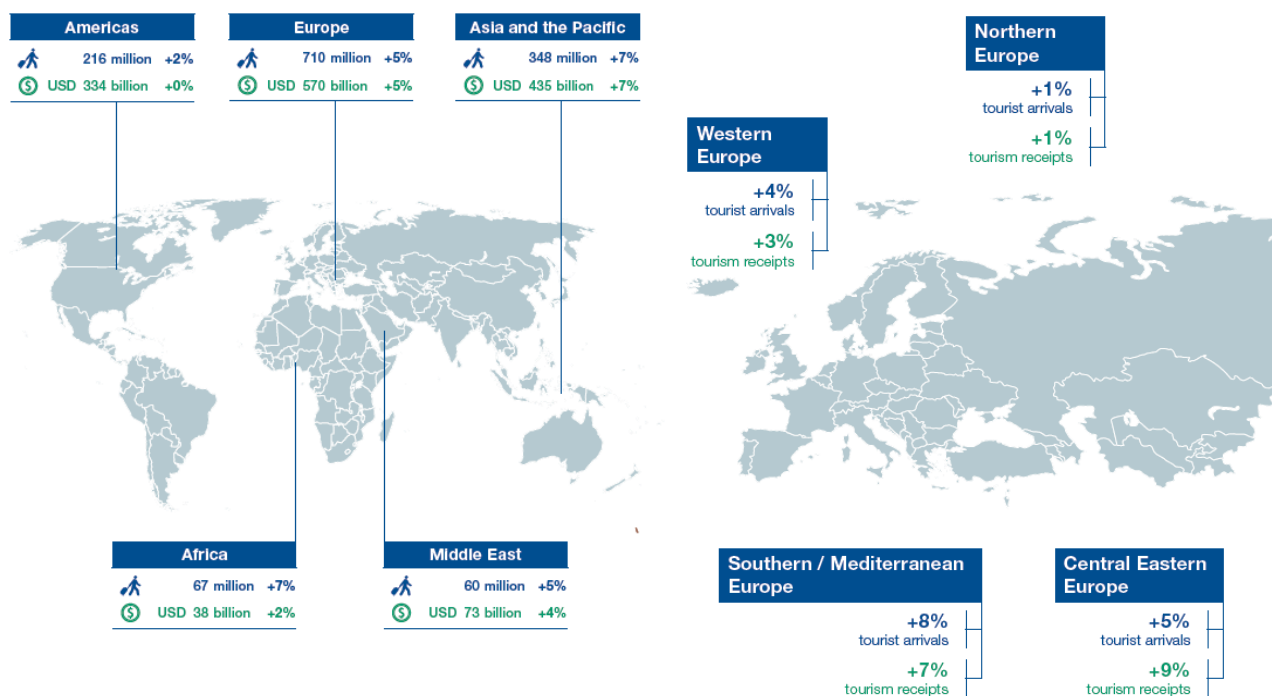 Americas
216 million +2%
USD 334 billion +0%
Europe
710 million +5%
USD 570 billion +5%
Asia and the Pacific
348 million +7%
USD 435 billion +7%
Africa
67 million +7%
USD 38 billion +2%
Middle East
60 million +5%
USD 73 billion +4%
Northern
Europe
+1%
tourist arrivals
+1%
tourism receipts
Western
Europe
+4%
tourist arrivals
+3%
tourism receipts
Southern / Mediterranean
Europe
+8%
tourist arrivals
+7%
tourism receipts
Central Eastern
Europe
+5%
tourist arrivals
+9%
tourism receipts